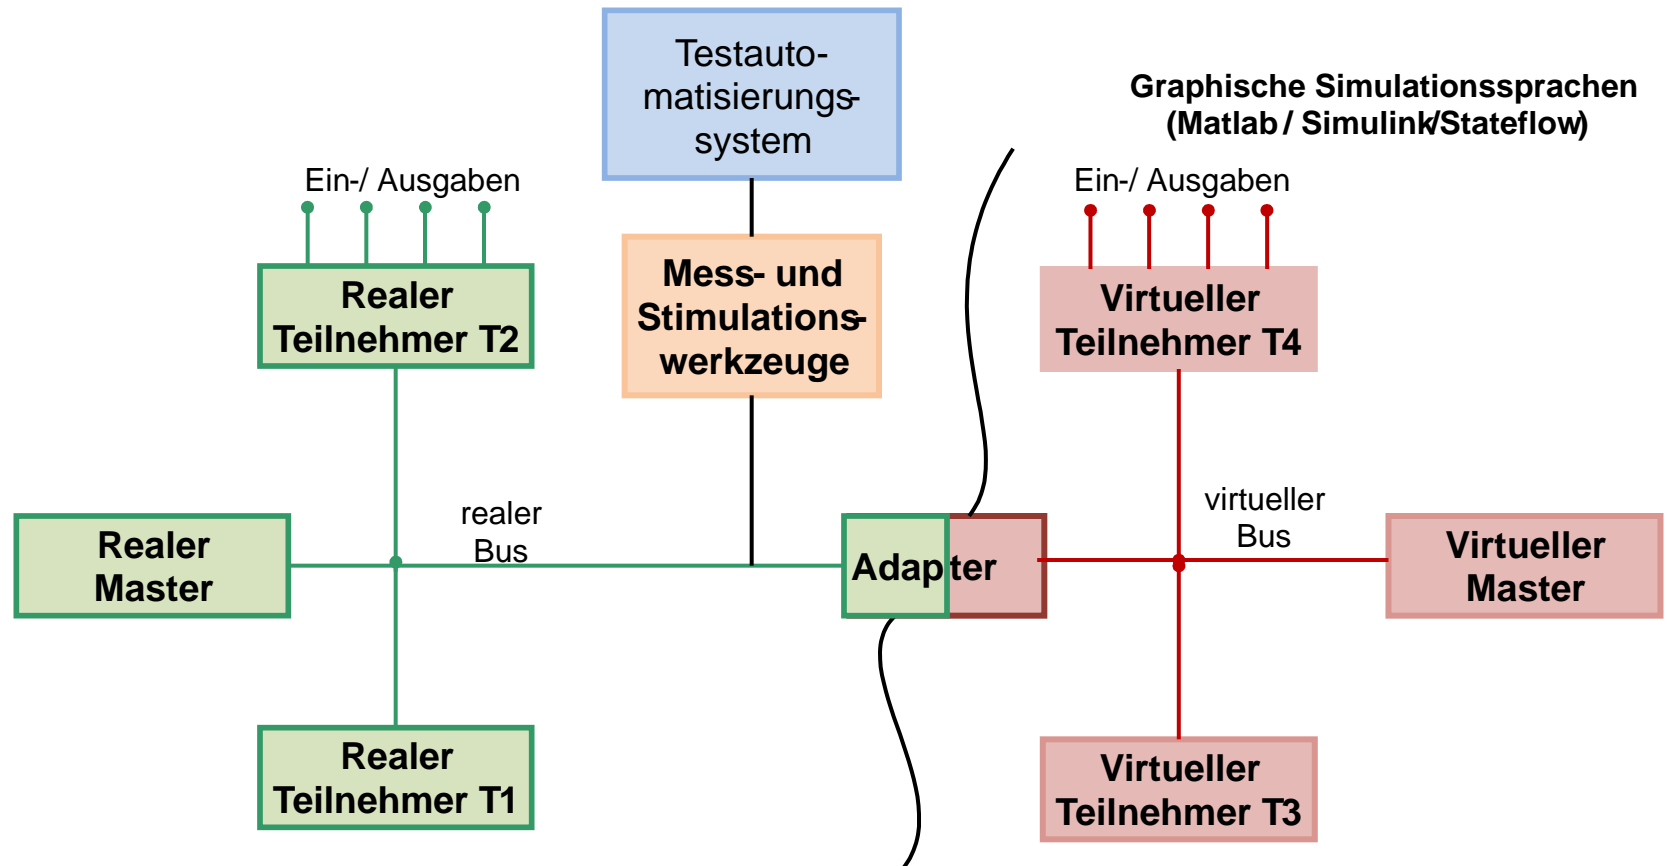 Testauto-
matisierungs-
system
Graphische Simulationssprachen
(Matlab / Simulink/Stateflow)
Ein-/ Ausgaben
Ein-/ Ausgaben
Mess- und
Stimulations-
werkzeuge
Realer
Teilnehmer T2
Virtueller
Teilnehmer T4
realer
Bus
virtueller
Bus
Realer
Master
Adapter
Virtueller
Master
Realer
Teilnehmer T1
Virtueller
Teilnehmer T3